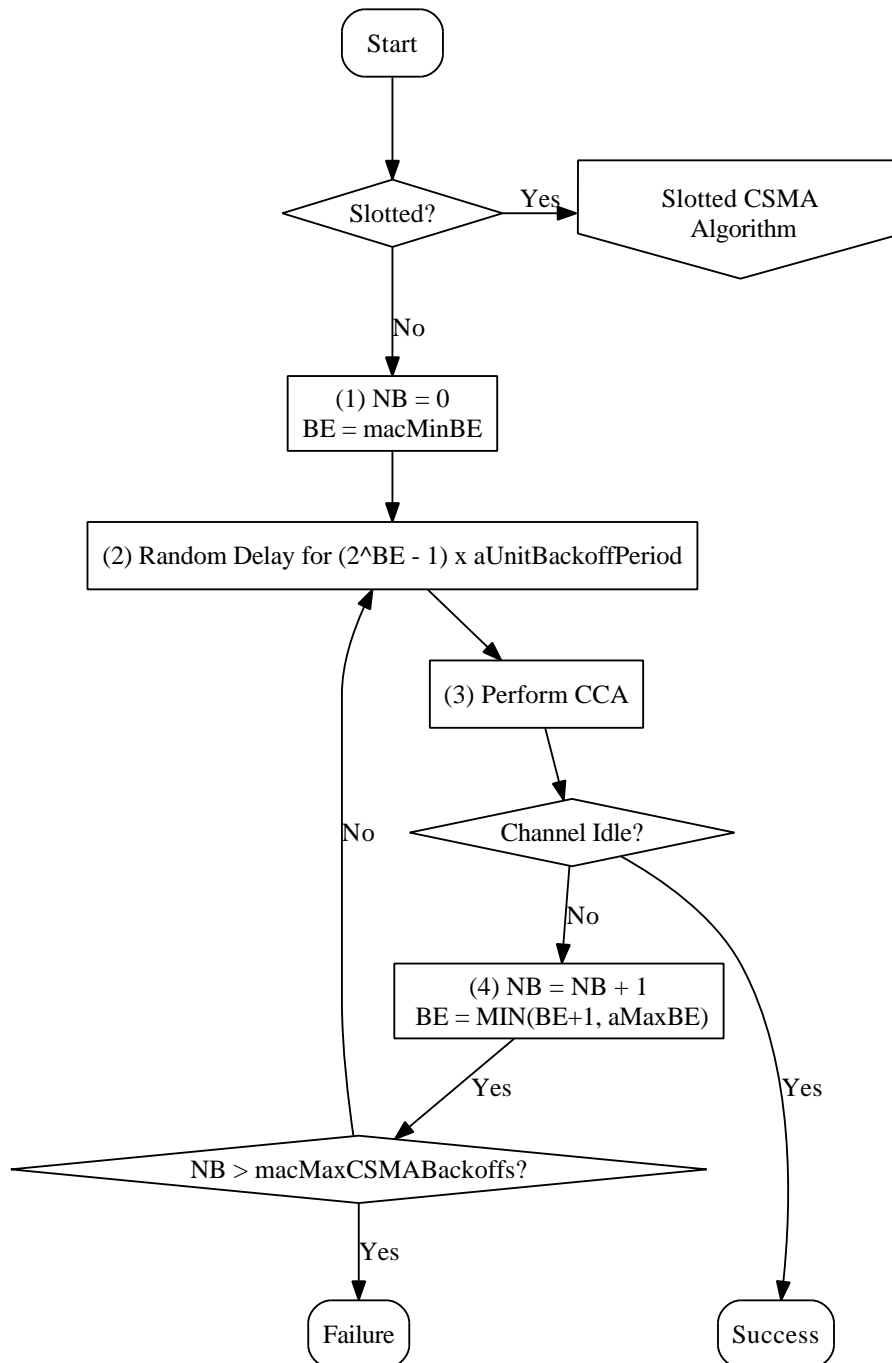 Start
Slotted?
Yes
Slotted CSMA
Algorithm
No
(1) NB = 0
BE = macMinBE
(2) Random Delay for (2^BE - 1) x aUnitBackoffPeriod
(3) Perform CCA
Channel Idle?
No
No
(4) NB = NB + 1
BE = MIN(BE+1, aMaxBE)
Yes
Yes
NB > macMaxCSMABackoffs?
Yes
Failure
Success